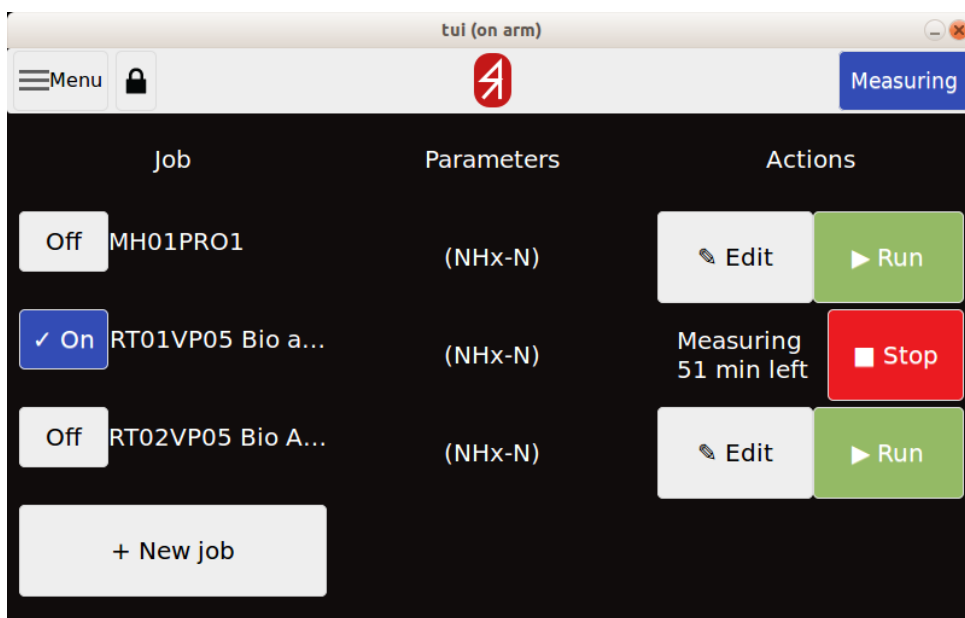 tui (on arm)
Menu
Measuring
Job Parameters Actions
Off MH01PRO1 (NHx-N) ✎ Edit ▶ Run
✓ On RT01VP05 Bio a... (NHx-N) Measuring
51 min left ■ Stop
Off RT02VP05 Bio A... (NHx-N) ✎ Edit ▶ Run
+ New job